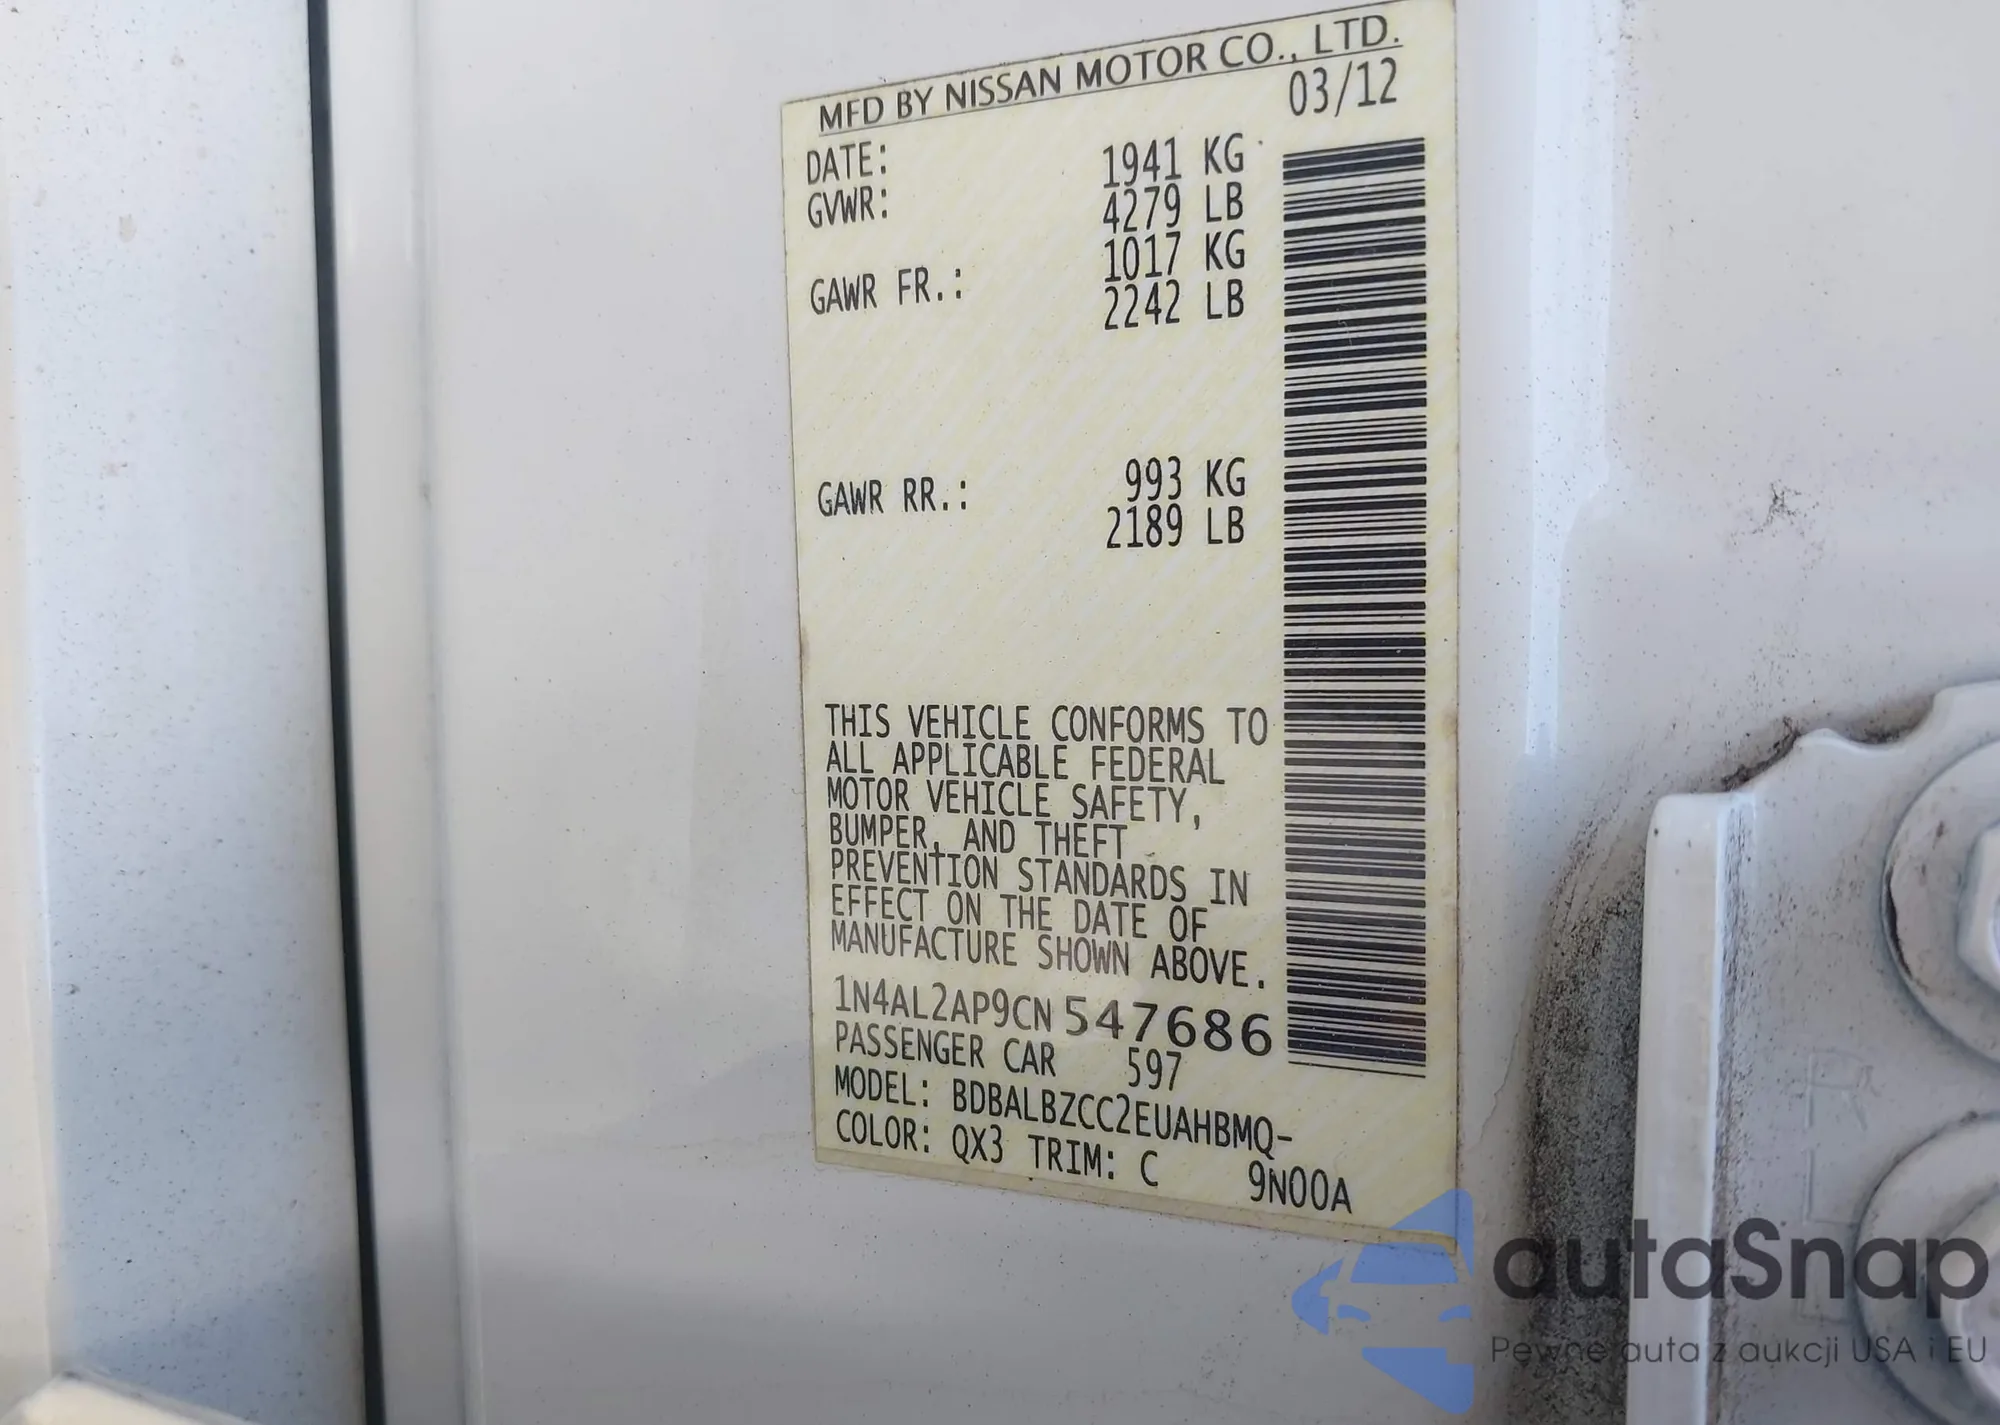 MFD BY NISSAN MOTOR CO., LTD.
DATE: 03/12
GVWR: 1941 KG
4279 LB
GAWR FR.: 1017 KG
2242 LB
GAWR RR.: 993 KG
2189 LB
THIS VEHICLE CONFORMS TO
ALL APPLICABLE FEDERAL
MOTOR VEHICLE SAFETY,
BUMPER, AND THEFT
PREVENTION STANDARDS IN
EFFECT ON THE DATE OF
MANUFACTURE SHOWN ABOVE.
1N4AL2AP9CN 547686
PASSENGER CAR 597
MODEL: BDBALBZCC2EUAHBMQ-
COLOR: QX3 TRIM: C 9N00A
autaSnap
Pewne auta z aukcji USA i EU